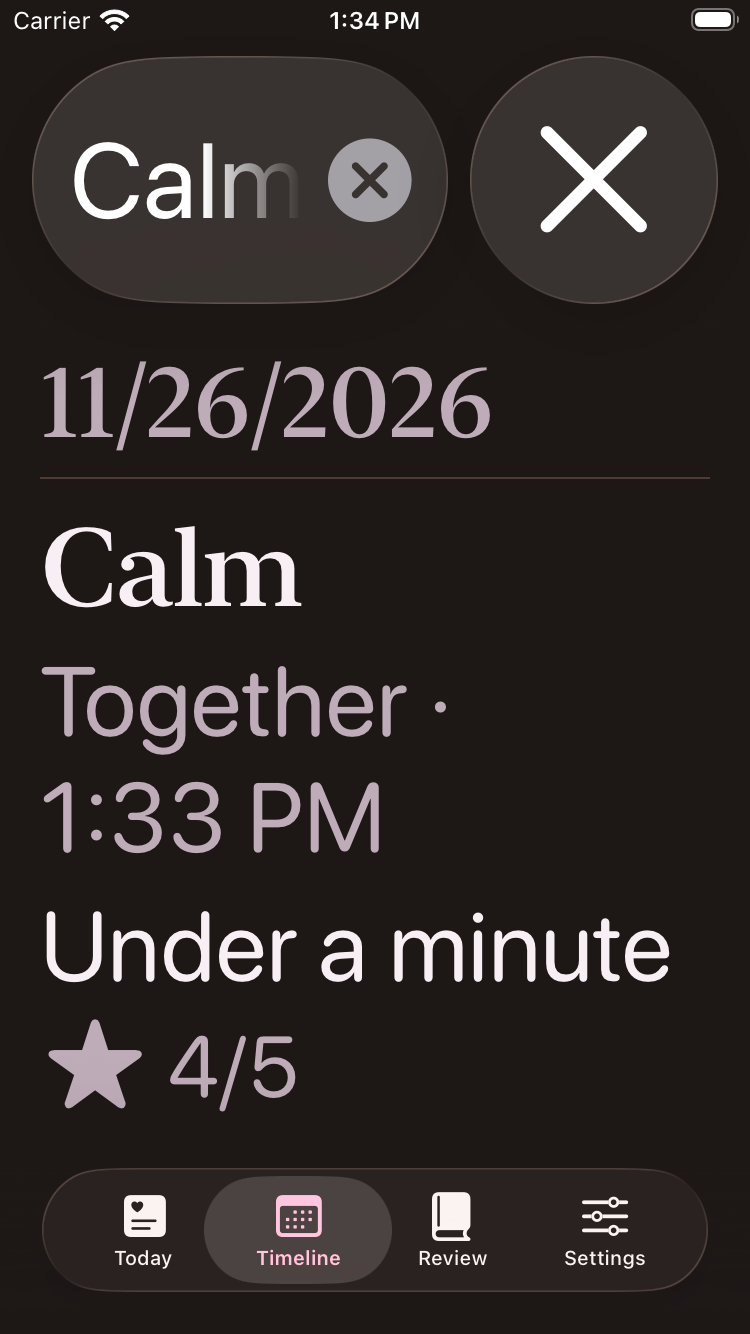 Carrier
1:34 PM
Calm
11/26/2026
Calm
Together ·
1:33 PM
Under a minute
4/5
Today
Timeline
Review
Settings